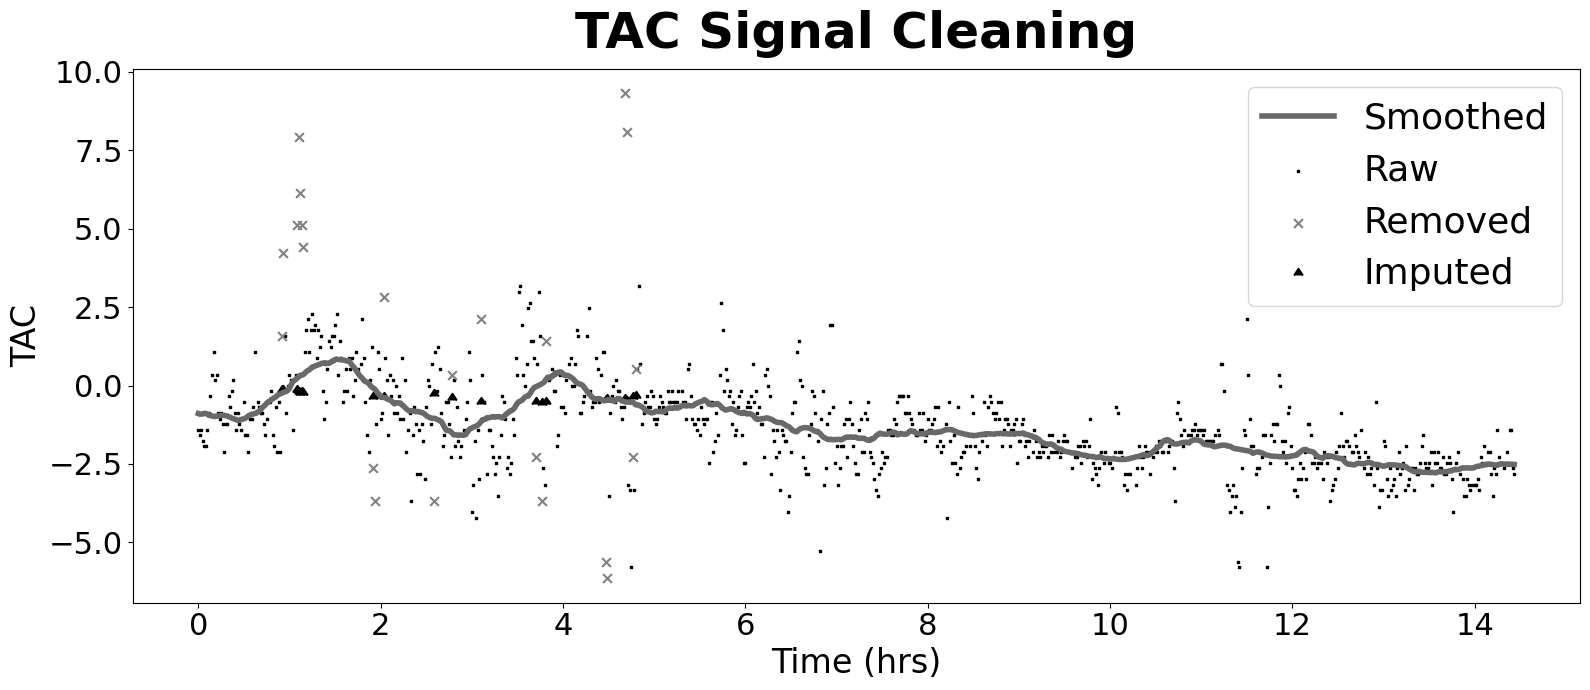 TAC Signal Cleaning
10.0
7.5
5.0
2.5
0.0
−2.5
−5.0
TAC
Smoothed
Raw
Removed
Imputed
0 2 4 6 8 10 12 14
Time (hrs)